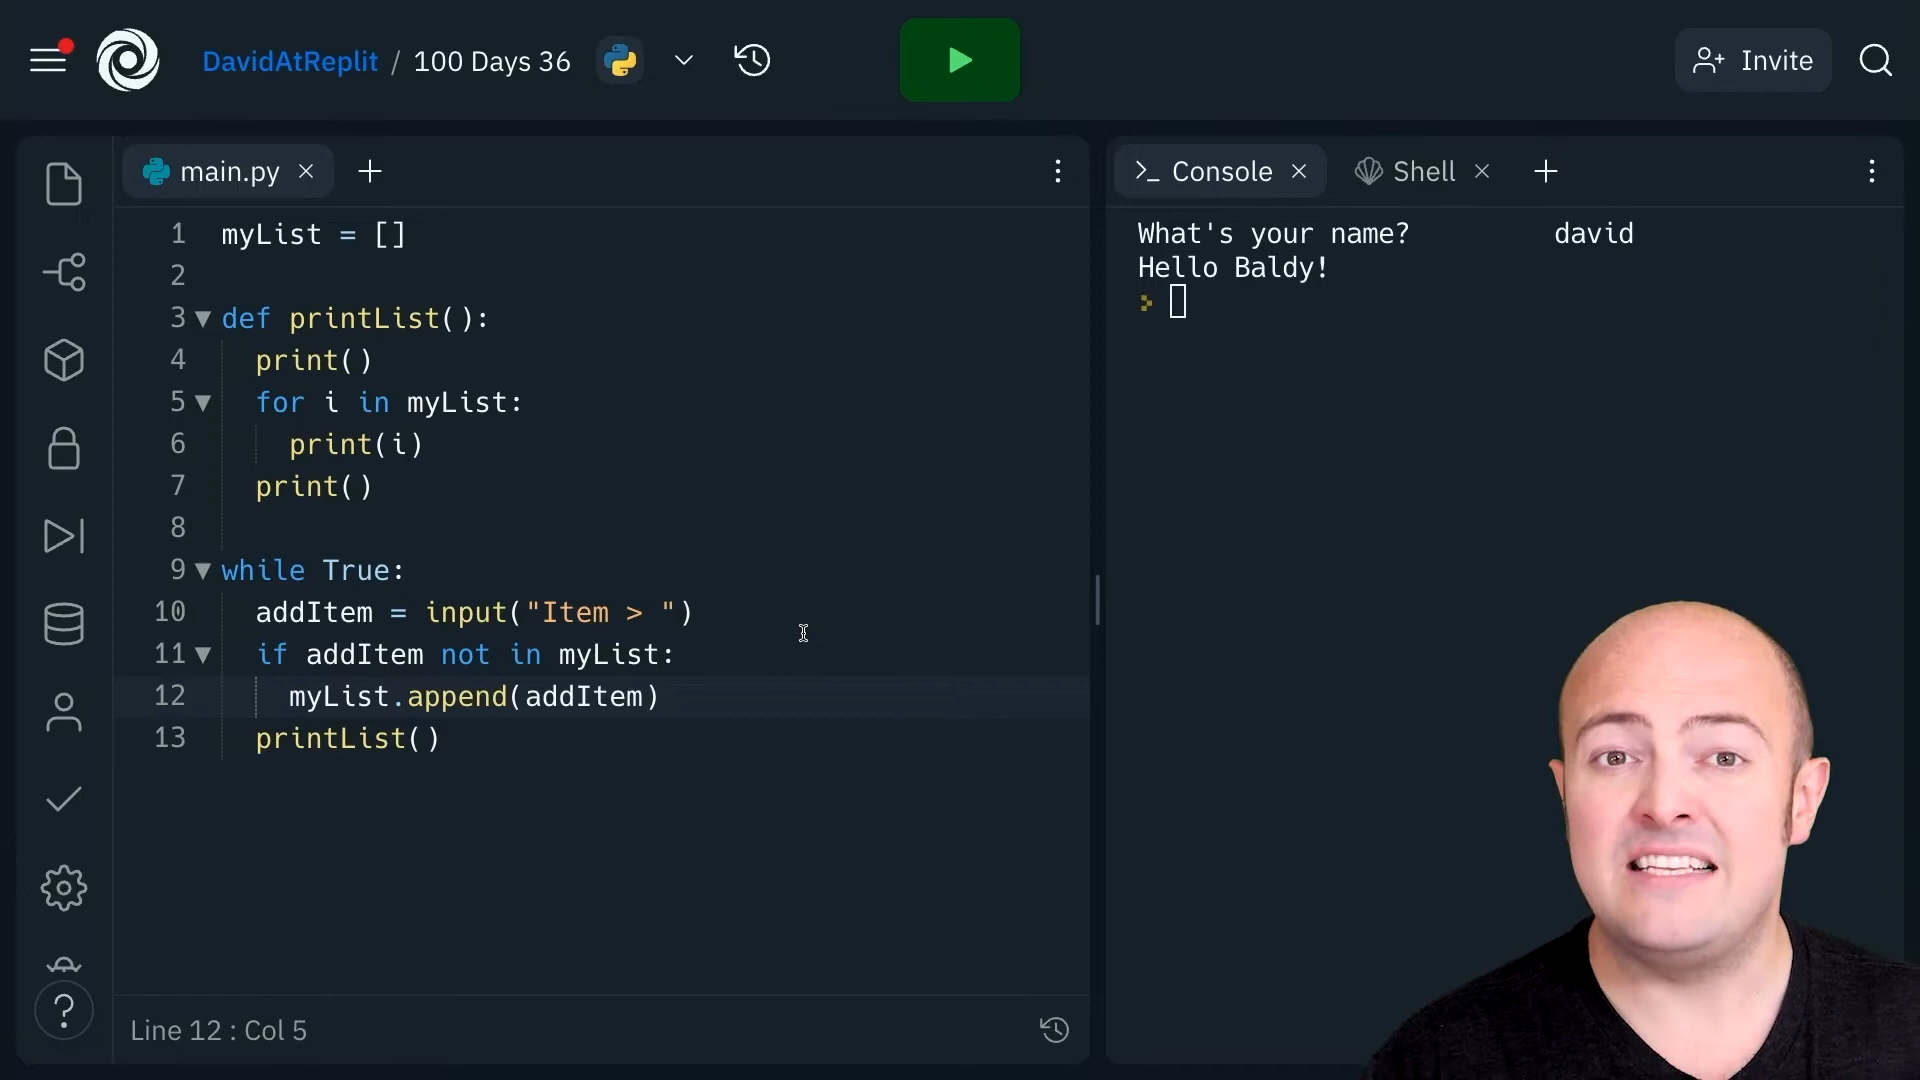 DavidAtReplit / 100 Days 36
Invite
main.py
Console
Shell
1 myList = []
2
3 def printList():
4 print()
5 for i in myList:
6 print(i)
7 print()
8
9 while True:
10 addItem = input("Item > ")
11 if addItem not in myList:
12 myList.append(addItem)
13 printList()
Line 12 : Col 5
What's your name? david
Hello Baldy!